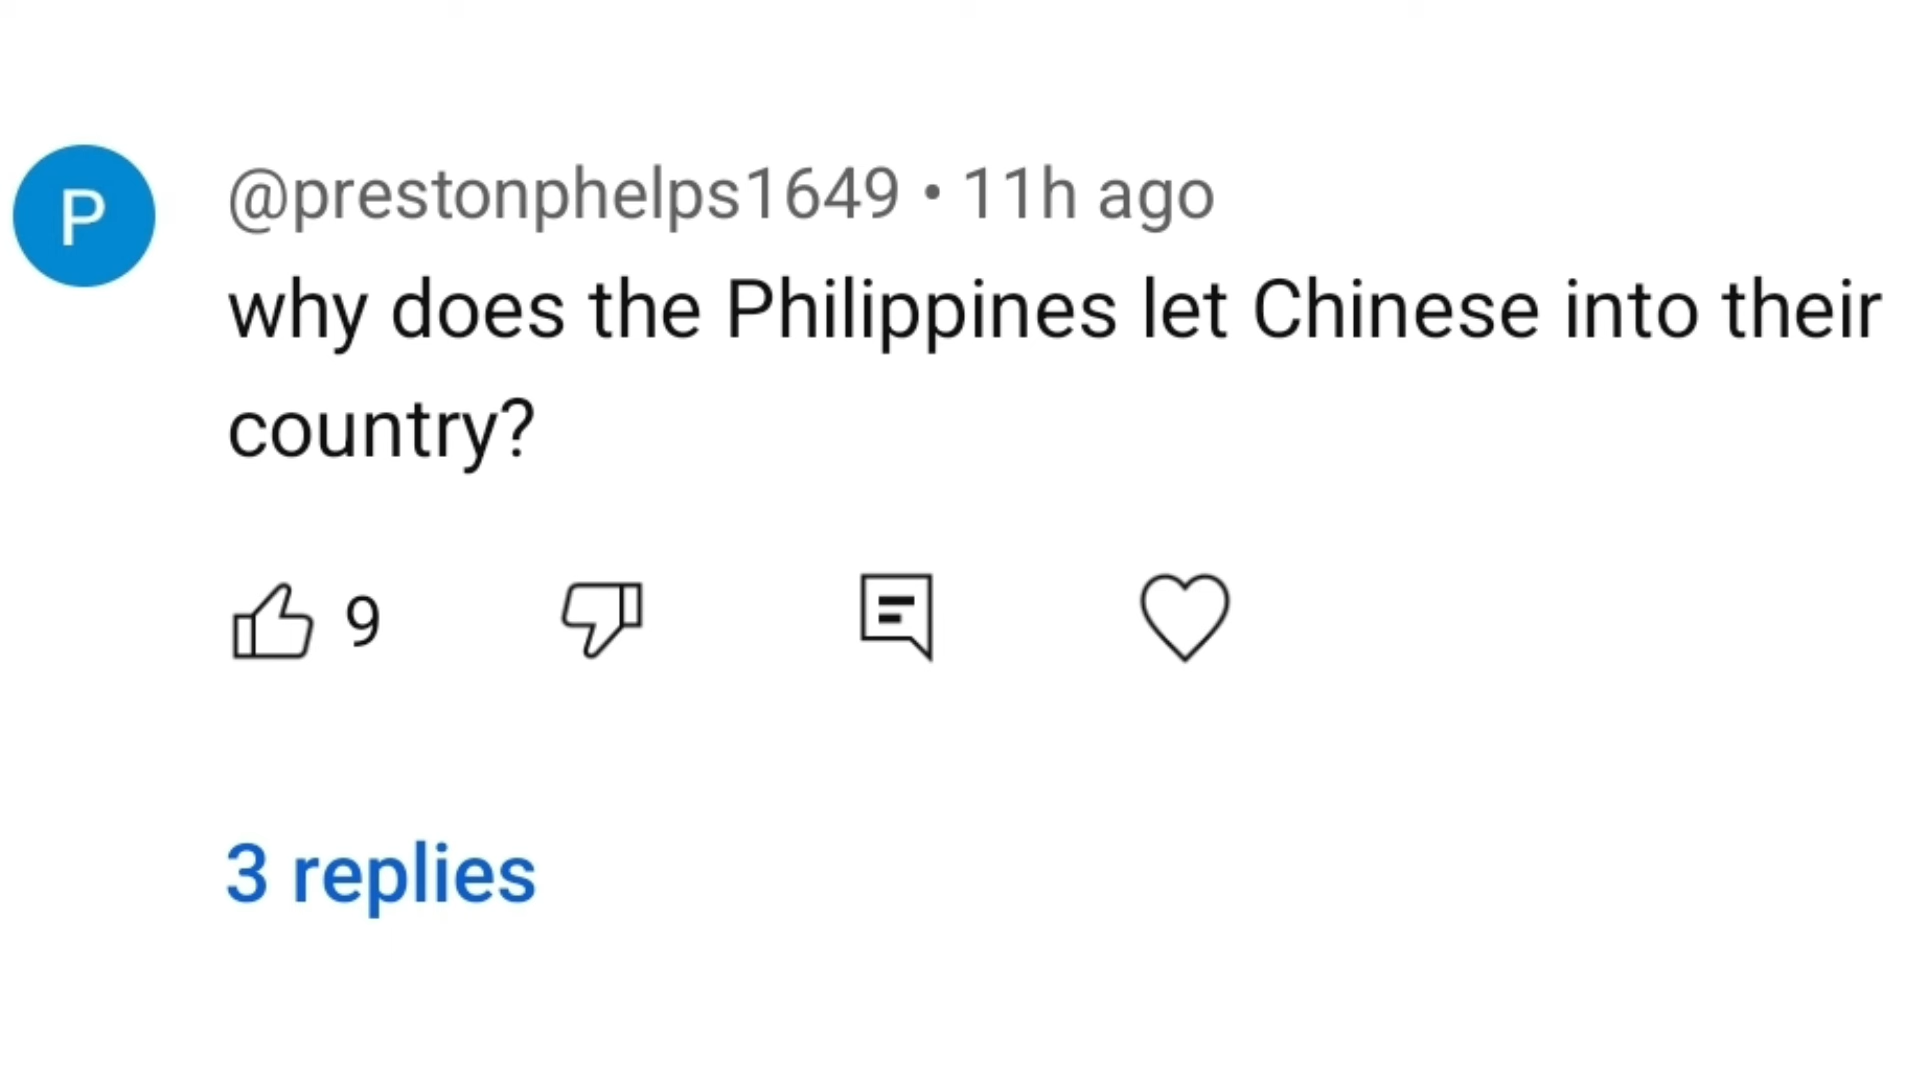 P
@prestonphelps1649 • 11h ago
why does the Philippines let Chinese into their
country?
9
3 replies